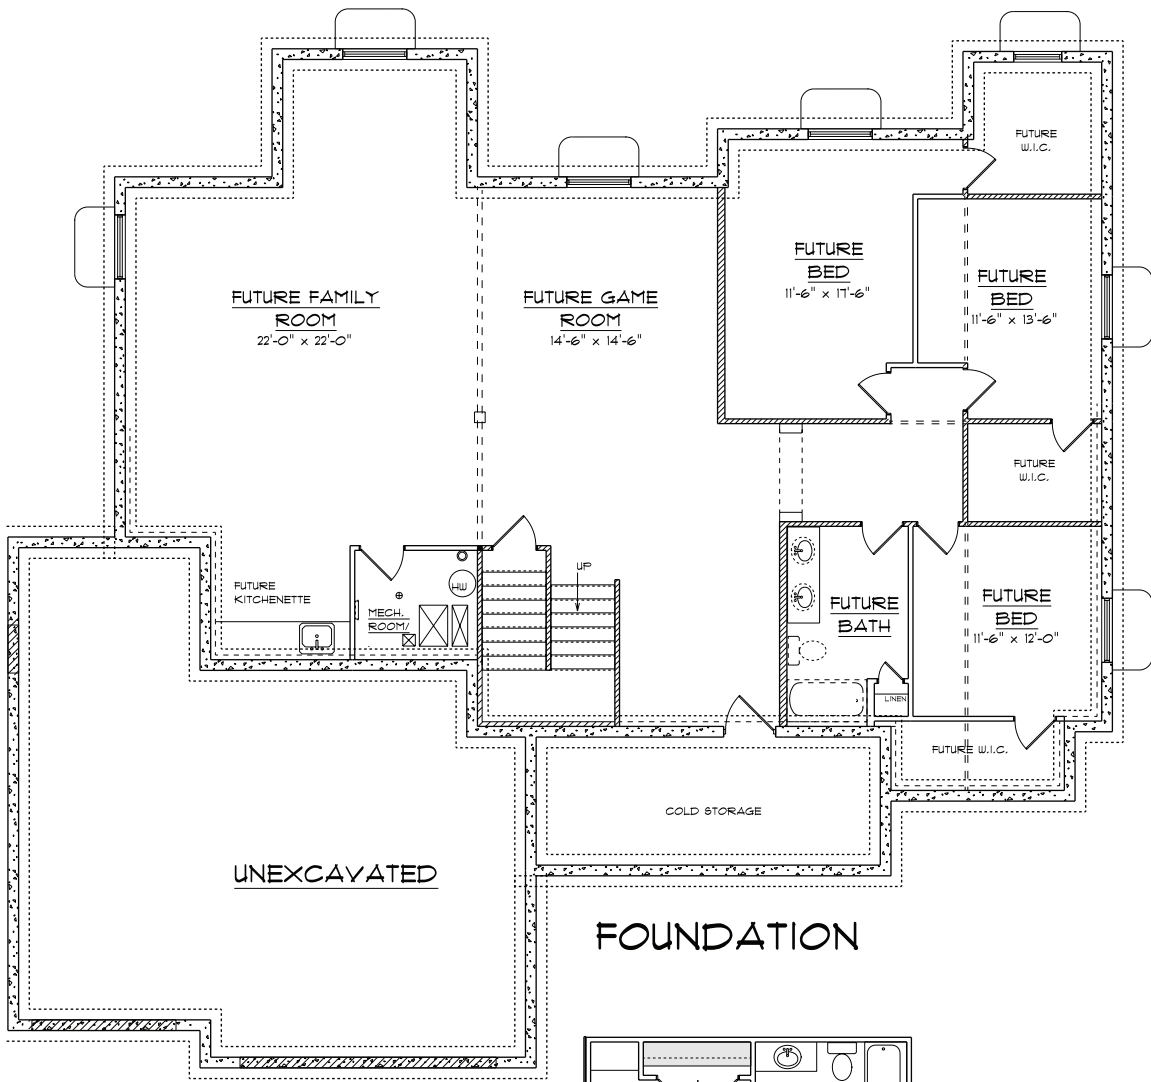 FUTURE
W.I.C.
FUTURE
BED
11'-6" x 17'-6"
FUTURE
BED
11'-6" x 13'-6"
FUTURE FAMILY
ROOM
22'-0" x 22'-0"
FUTURE GAME
ROOM
14'-6" x 14'-6"
FUTURE
W.I.C.
UP
FUTURE
KITCHENETTE
HW
MECH.
ROOM/
FUTURE
BATH
FUTURE
BED
11'-6" x 12'-0"
LINEN
FUTURE W.I.C.
COLD STORAGE
UNEXCAVATED
FOUNDATION